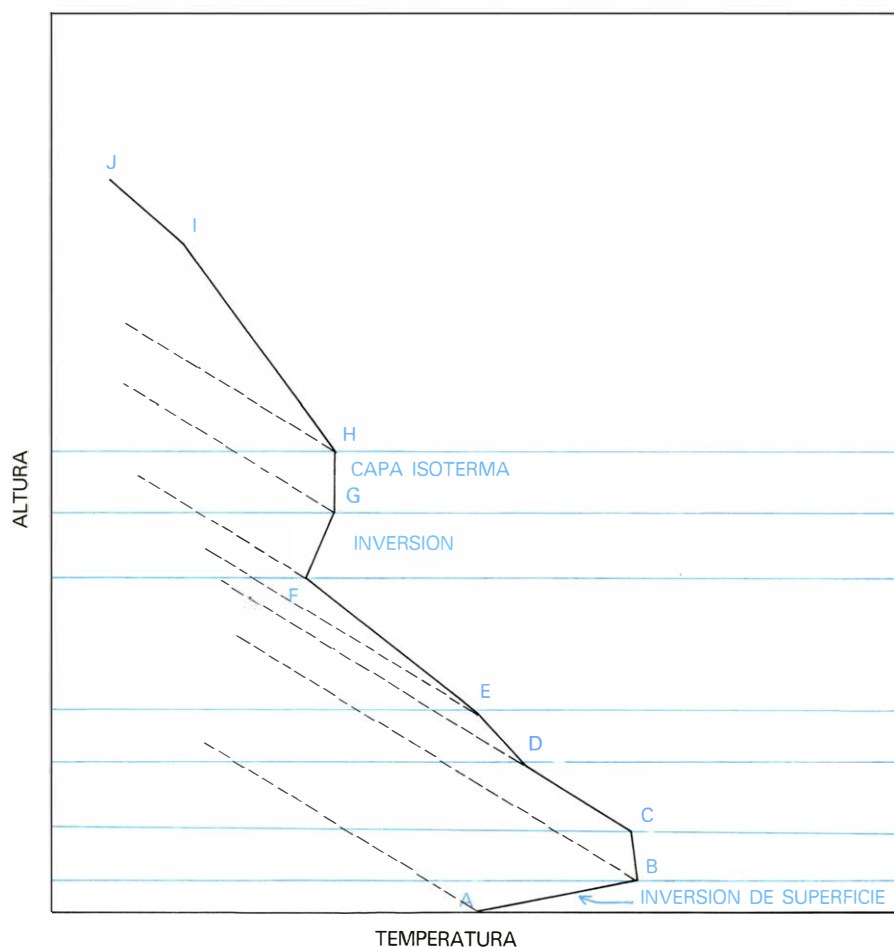 J
I
H
CAPA ISOTERMA
G
ALTURA
INVERSION
F
E
D
C
B
A
INVERSION DE SUPERFICIE
TEMPERATURA